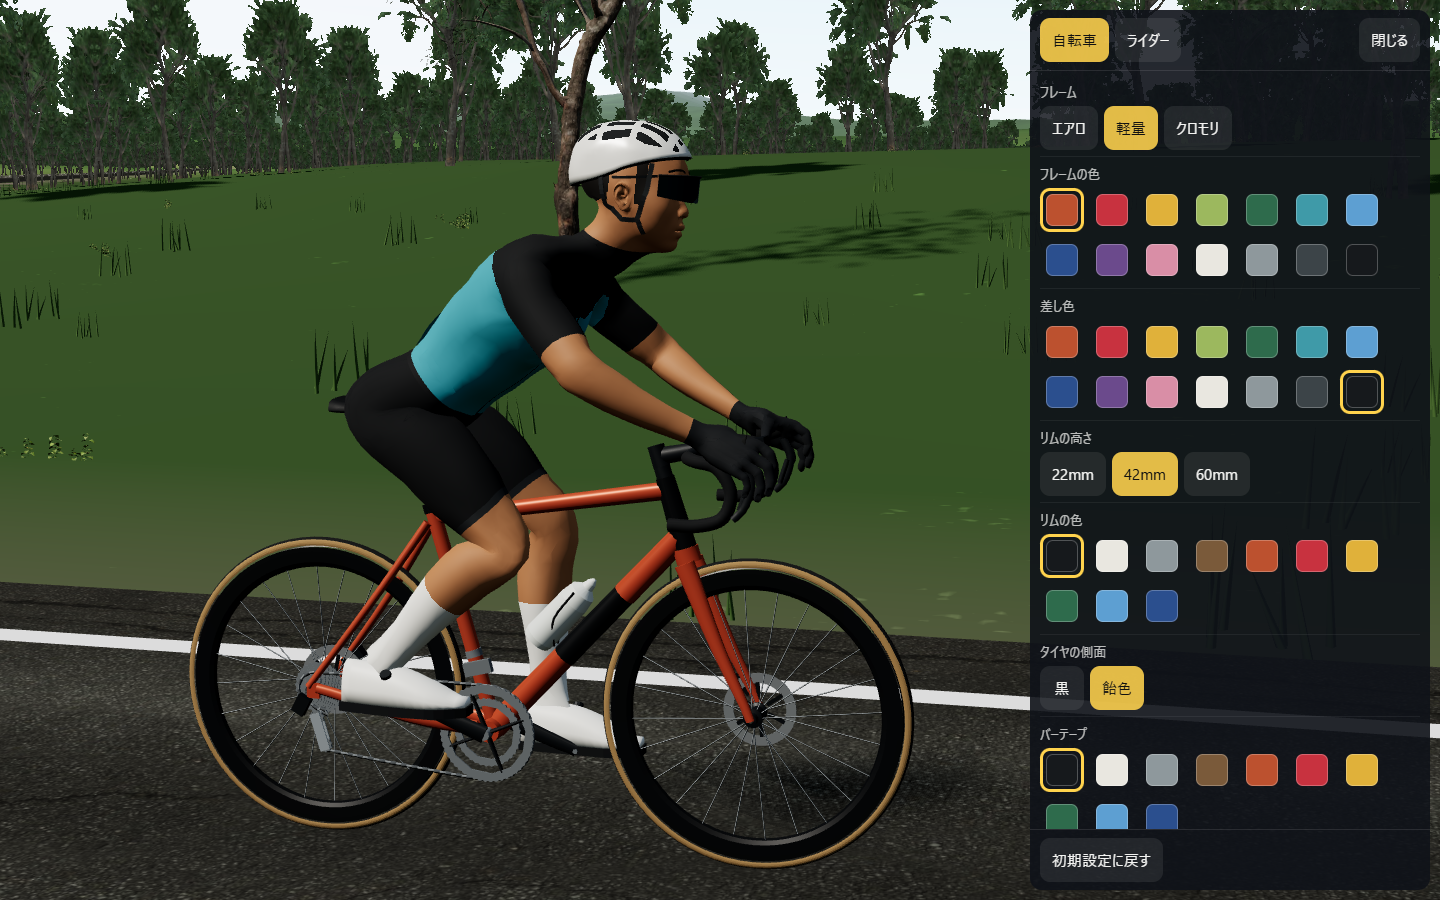 自転車 ライダー 閉じる
フレーム
エアロ 軽量 クロモリ
フレームの色
差し色
リムの高さ
22mm 42mm 60mm
リムの色
タイヤの側面
黒 飴色
バーテープ
初期設定に戻す